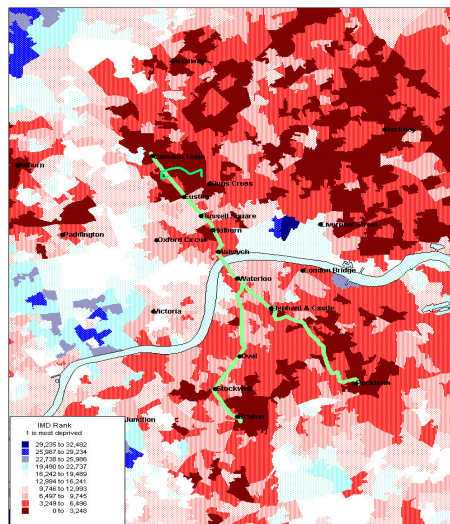 Archway
Hackney
Camden Town
Kilburn
Kings Cross
Euston
Russell Square
Liverpool Street
Holborn
Paddington
Oxford Circus
Aldwych
London Bridge
Waterloo
Victoria
Elephant & Castle
Oval
Peckham
Stockwell
Brixton
Junction
IMD Rank
1 is most deprived
29,235 to 32,482
25,987 to 29,234
22,738 to 25,986
19,490 to 22,737
16,242 to 19,489
12,994 to 16,241
9,746 to 12,993
6,497 to 9,745
3,249 to 6,496
0 to 3,248